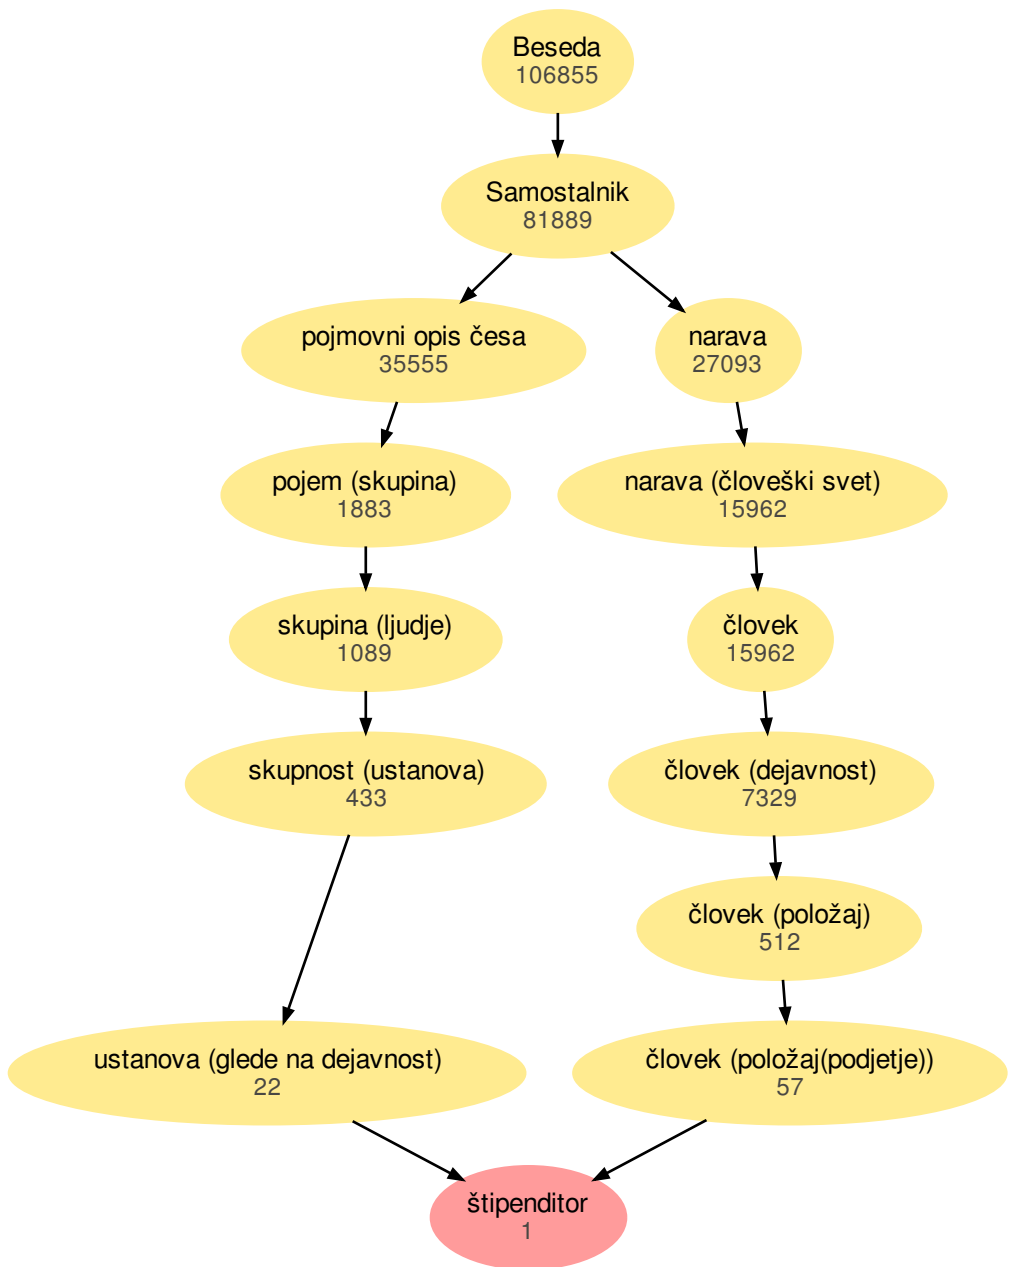 Beseda
106855
Samostalnik
81889
pojmovni opis česa
35555
narava
27093
pojem (skupina)
1883
narava (človeški svet)
15962
skupina (ljudje)
1089
človek
15962
skupnost (ustanova)
433
človek (dejavnost)
7329
človek (položaj)
512
ustanova (glede na dejavnost)
22
človek (položaj(podjetje))
57
štipenditor
1